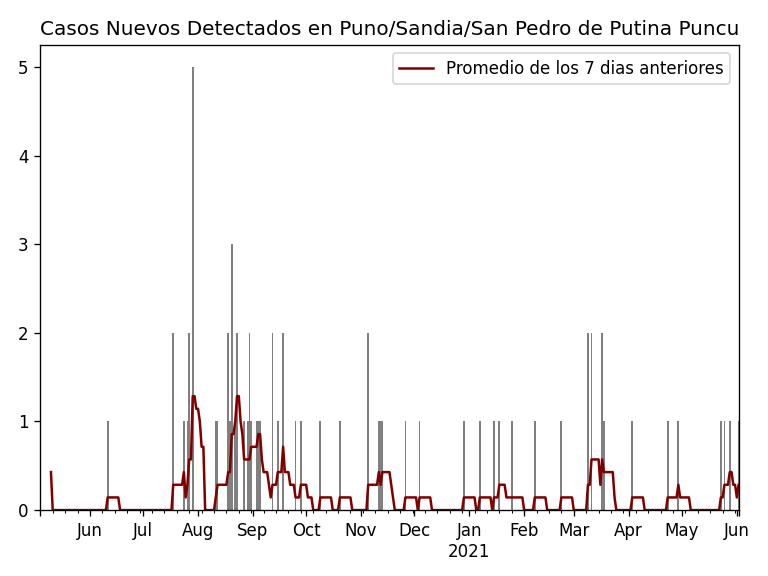 Casos Nuevos Detectados en Puno/Sandia/San Pedro de Putina Puncu
Promedio de los 7 dias anteriores
5
4
3
2
1
0
Jun Jul Aug Sep Oct Nov Dec Jan Feb Mar Apr May Jun
2021